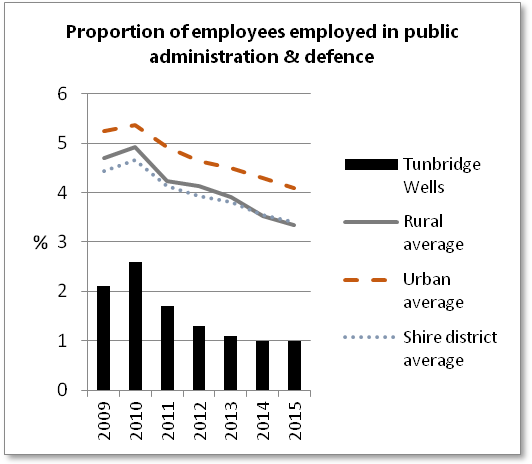 Proportion of employees employed in public
administration & defence
6
5
4
3
2
1
0
%
2009
2010
2011
2012
2013
2014
2015
Tunbridge
Wells
Rural
average
Urban
average
Shire district
average